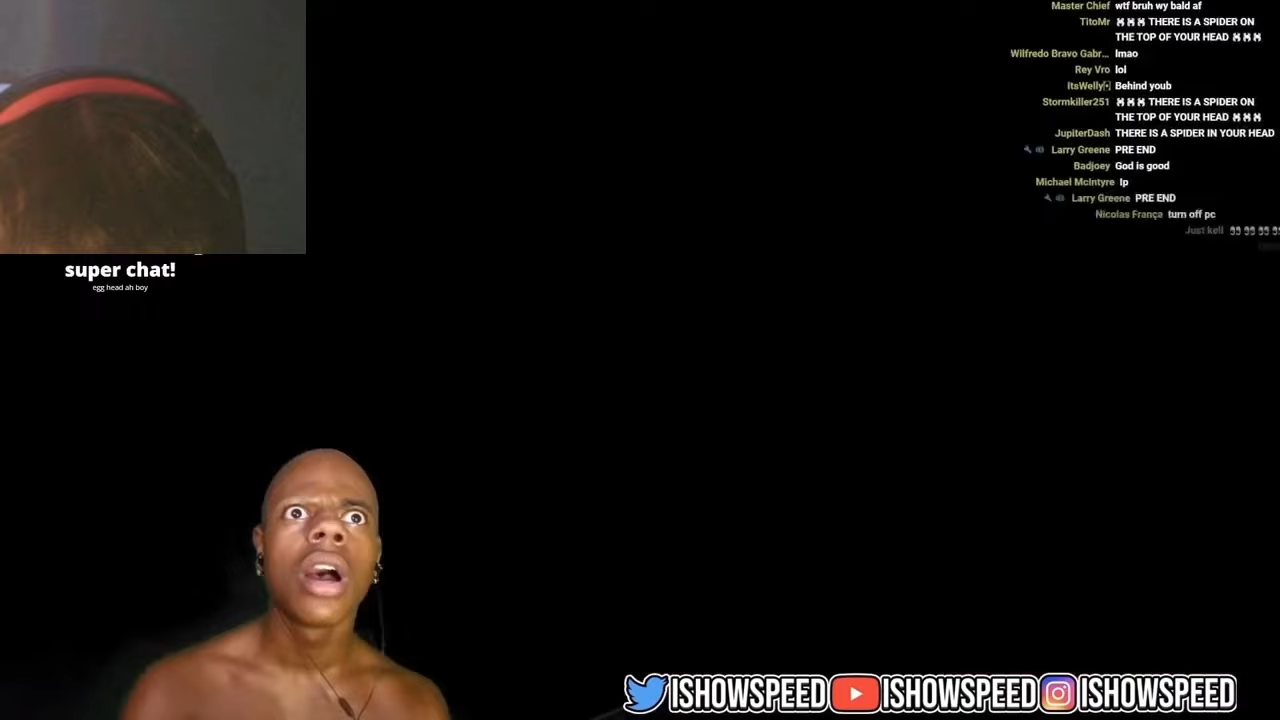 Master Chief wtf bruh wy bald af
TitoMr THERE IS A SPIDER ON
THE TOP OF YOUR HEAD
Wilfredo Bravo Gabr... lmao
Rey Vro lol
ItsWelly Behind youb
Stormkiller251 THERE IS A SPIDER ON
THE TOP OF YOUR HEAD
JupiterDash THERE IS A SPIDER IN YOUR HEAD
Larry Greene PRE END
Badjoey God is good
Michael McIntyre Ip
Larry Greene PRE END
Nicolas França turn off pc
Just kell
super chat!
egg head ah boy
ISHOWSPEED ISHOWSPEED ISHOWSPEED